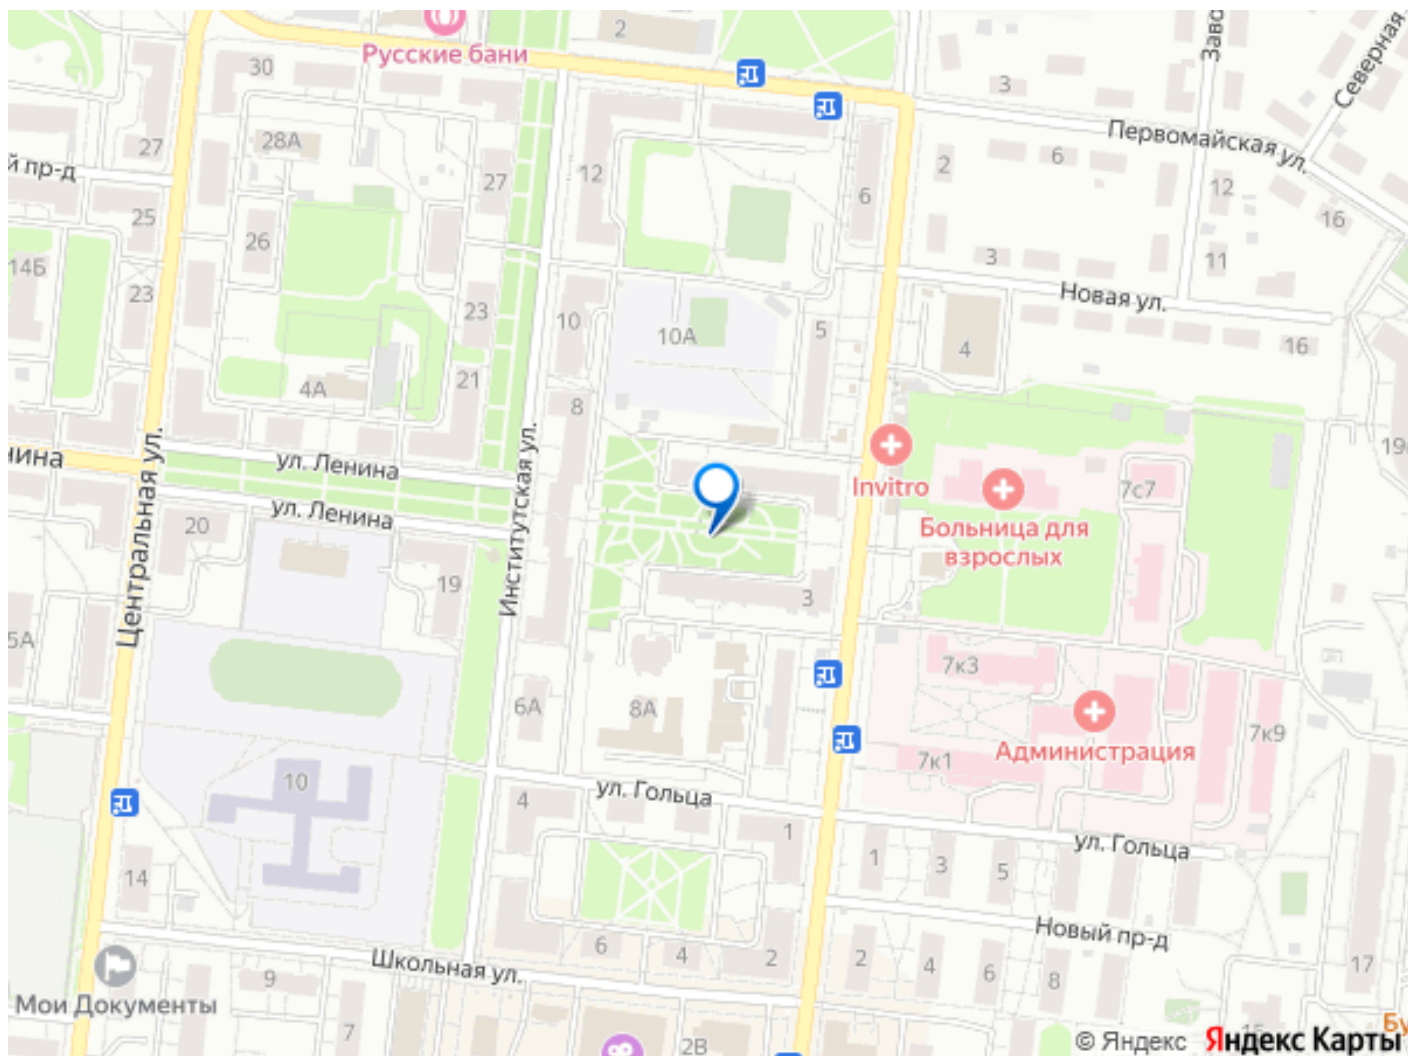 2
Русские бани
30
28А
27
й пр-д
25
26
14Б
23
27
12
6
3
Первомайская ул.
2
6
12
16
11
3
Северная
Заво
Новая ул.
16
4
10
10А
5
23
21
4А
8
нина
ул. Ленина
ул. Ленина
20
19
Центральная ул.
Институтская ул.
Invitro
Больница для
взрослых
7с7
19
3
5А
7к3
6А
8А
7к1
Администрация
7к9
10
ул. Гольца
4
1
ул. Гольца
1
3
5
14
Новый пр-д
6
4
2
2
4
6
8
17
Школьная ул.
9
7
Мои Документы
2В
© Яндекс
Яндекс Карты